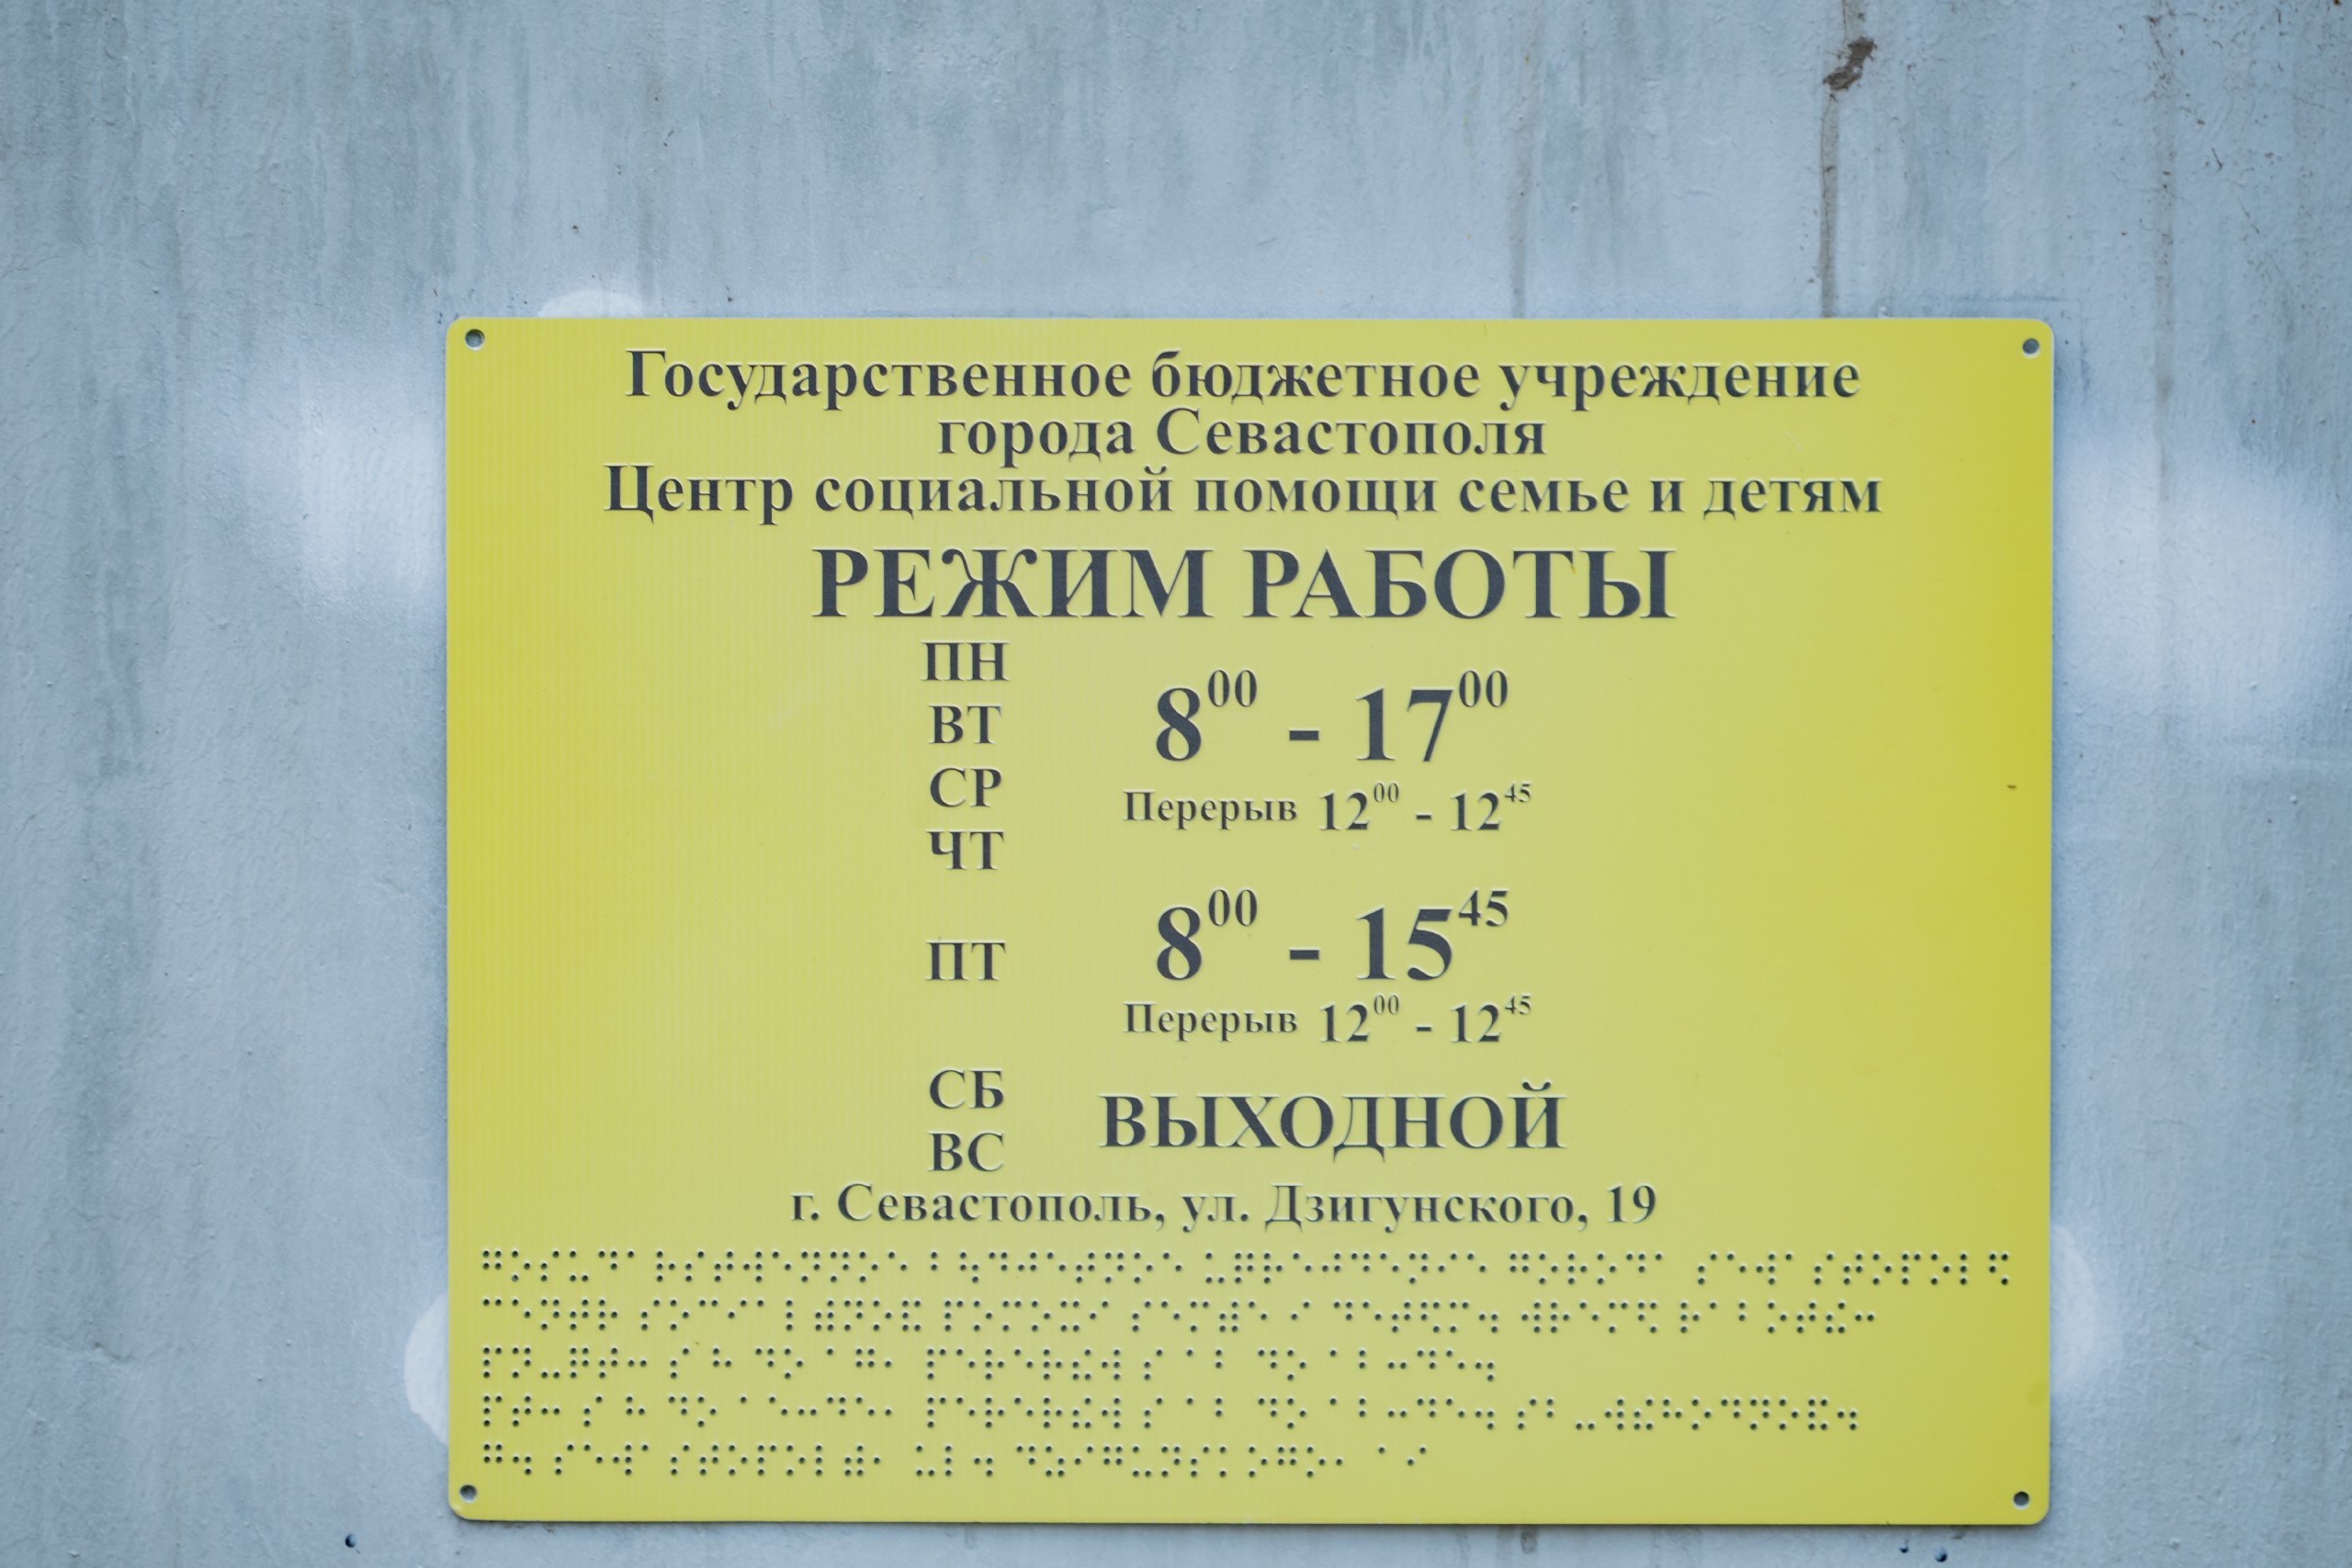 Государственное бюджетное учреждение
города Севастополя
Центр социальной помощи семье и детям
РЕЖИМ РАБОТЫ
ПН
ВТ
СР
ЧТ
8⁰⁰ - 17⁰⁰
Перерыв 12⁰⁰ - 12⁴⁵
ПТ
8⁰⁰ - 15⁴⁵
Перерыв 12⁰⁰ - 12⁴⁵
СБ
ВС
ВЫХОДНОЙ
г. Севастополь, ул. Дзигунского, 19